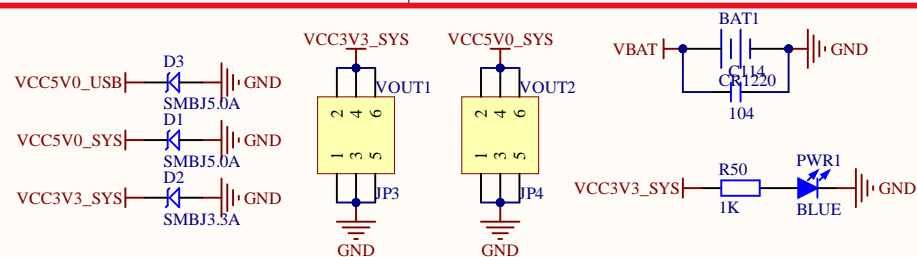 D3
VCC5V0_USB
GND
SMBJ5.0A
D1
VCC5V0_SYS
GND
SMBJ5.0A
D2
VCC3V3_SYS
GND
SMBJ3.3A
VCC3V3_SYS
VOUT1
2 4 6
1 3 5
JP3
GND
VCC5V0_SYS
VOUT2
2 4 6
1 3 5
JP4
GND
BAT1
VBAT
GND
C114
CR1220
104
R50
PWR1
VCC3V3_SYS
GND
1K
BLUE